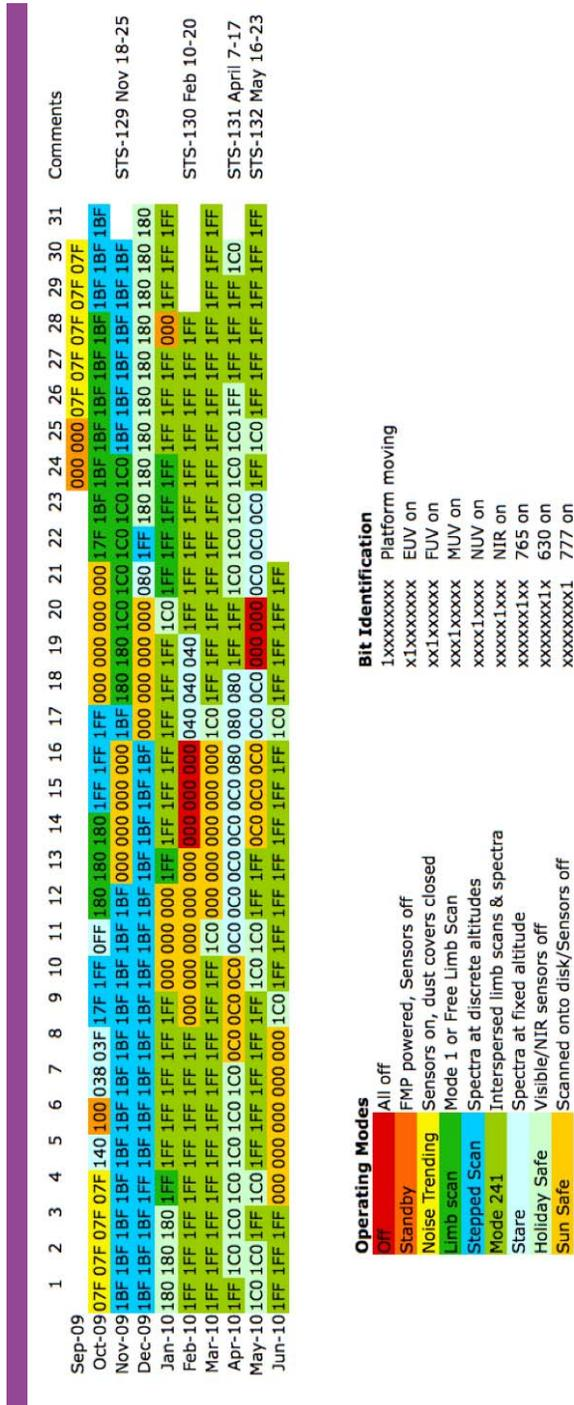 1 2 3 4 5 6 7 8 9 10 11 12 13 14 15 16 17 18 19 20 21 22 23 24 25 26 27 28 29 30 31 Comments
Sep-09 000 000 07F 07F 07F 07F 07F
Oct-09 07F 07F 07F 07F 140 100 038 03F 17F 1FF 0FF 180 180 180 1FF 1FF 1FF 000 000 000 000 17F 1BF 1BF 1BF 1BF 1BF 1BF 1BF 1BF 1BF
Nov-09 1BF 1BF 1BF 1BF 1BF 1BF 1BF 1BF 1BF 1BF 1BF 1BF 000 000 000 000 1BF 180 180 1C0 1C0 1C0 1C0 1C0 1BF 1BF 1BF 1BF 1BF 1BF STS-129 Nov 18-25
Dec-09 1BF 1BF 1BF 1FF 1BF 1BF 1BF 1BF 1BF 1BF 1BF 1BF 1BF 1BF 1BF 1BF 000 000 000 000 080 1FF 180 180 180 180 180 180 180 180 180
Jan-10 180 180 180 1FF 1FF 1FF 1FF 1FF 1FF 000 000 000 1FF 1FF 1FF 1FF 1FF 1FF 1FF 1C0 1FF 1FF 1FF 1FF 1FF 1FF 1FF 000 1FF 1FF 1FF
Feb-10 1FF 1FF 1FF 1FF 1FF 1FF 1FF 1FF 000 000 000 000 000 000 000 000 040 040 040 1FF 1FF 1FF 1FF 1FF 1FF 1FF 1FF 1FF STS-130 Feb 10-20
Mar-10 1FF 1FF 1FF 1FF 1FF 1FF 1FF 1FF 1FF 1FF 1C0 000 000 000 000 000 1C0 1FF 1FF 1FF 1FF 1FF 1FF 1FF 1FF 1FF 1FF 1FF 1FF 1FF 1FF
Apr-10 1FF 1C0 1C0 1C0 1C0 1C0 1C0 0C0 0C0 0C0 0C0 0C0 0C0 0C0 0C0 080 080 080 1FF 1FF 1C0 1C0 1C0 1C0 1C0 1FF 1FF 1FF 1FF 1C0 STS-131 April 7-17
May-10 1C0 1C0 1FF 1C0 1FF 1FF 1FF 1FF 1FF 1C0 1C0 1FF 1FF 0C0 0C0 0C0 0C0 0C0 000 000 0C0 0C0 0C0 1FF 1C0 1FF 1FF 1FF 1FF 1FF 1FF STS-132 May 16-23
Jun-10 1FF 1FF 1FF 000 000 000 000 000 1C0 1FF 1FF 1FF 1FF 1FF 1FF 1FF 1C0 1FF 1FF 1FF 1FF
Operating Modes
Off All off
Standby FMP powered, Sensors off
Noise Trending Sensors on, dust covers closed
Limb scan Mode 1 or Free Limb Scan
Stepped Scan Spectra at discrete altitudes
Mode 241 Interspersed limb scans & spectra
Stare Spectra at fixed altitude
Holiday Safe Visible/NIR sensors off
Sun Safe Scanned onto disk/Sensors off
Bit Identification
1xxxxxxxx Platform moving
x1xxxxxxx EUV on
xx1xxxxxx FUV on
xxx1xxxxx MUV on
xxxx1xxxx NUV on
xxxxx1xxx NIR on
xxxxxx1xx 765 on
xxxxxxx1x 630 on
xxxxxxxx1 777 on